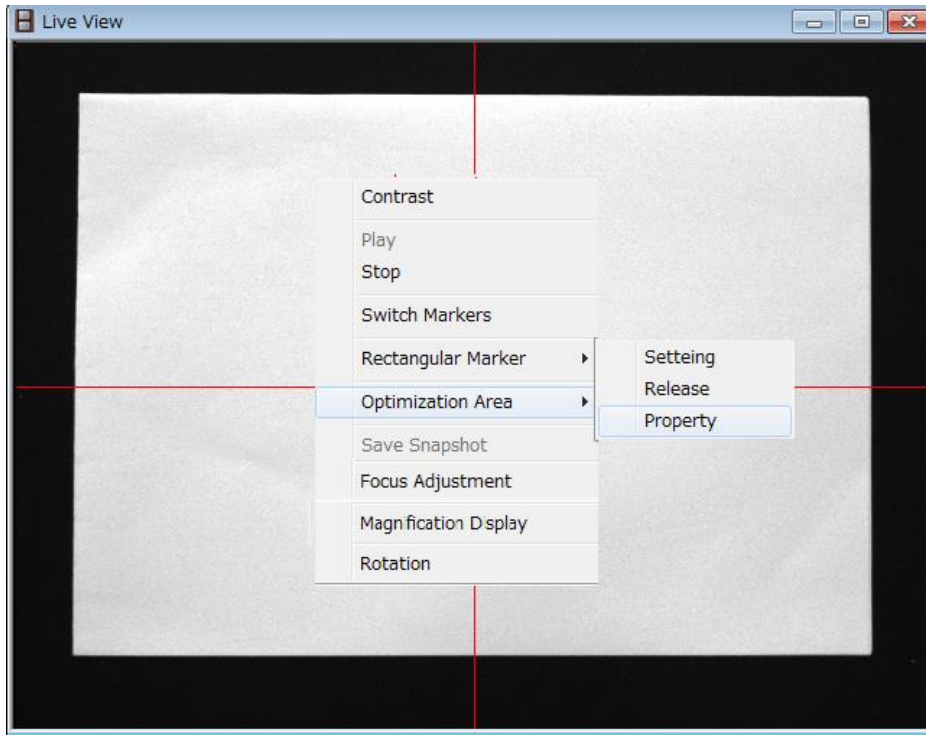 Live View
Contrast
Play
Stop
Switch Markers
Rectangular Marker
Setteing
Optimization Area
Release
Property
Save Snapshot
Focus Adjustment
Magnification Display
Rotation